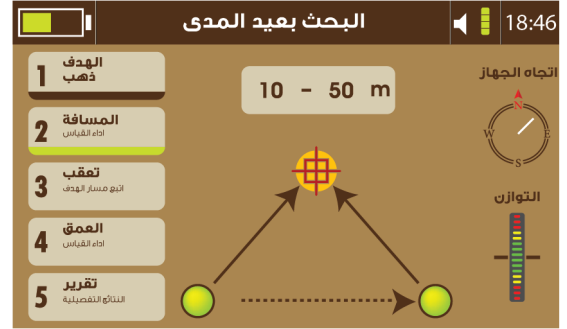 البحث بعيد المدى
18:46
1
الهدف
ذهب
2
المسافة
اداء القياس
3
تعقب
اتبع مسار الهدف
4
العمق
اداء القياس
5
تقرير
النتائج التفصيلية
10 - 50 m
اتجاه الجهاز
N
W
E
S
التوازن